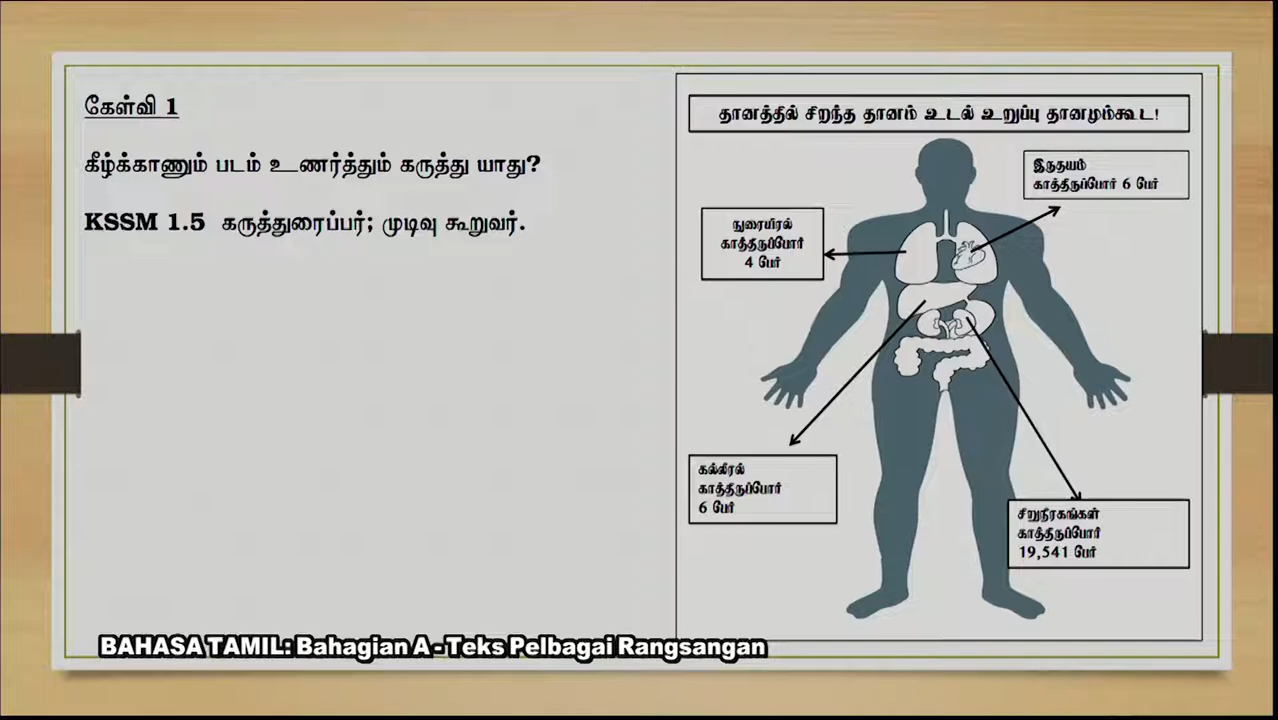 கேள்வி 1
கீழ்க்காணும் படம் உணர்த்தும் கருத்து யாது?
KSSM 1.5 கருத்துரைப்பர்; முடிவு கூறுவர்.
தானத்தில் சிறந்த தானம் உடல் உறுப்பு தானமும்கூட!
இருதயம்
காத்திருப்போர் 6 பேர்
நுரையீரல்
காத்திருப்போர்
4 பேர்
கல்லீரல்
காத்திருப்போர்
6 பேர்
சிறுநீரகங்கள்
காத்திருப்போர்
19,541 பேர்
BAHASA TAMIL: Bahagian A - Teks Pelbagai Rangsangan